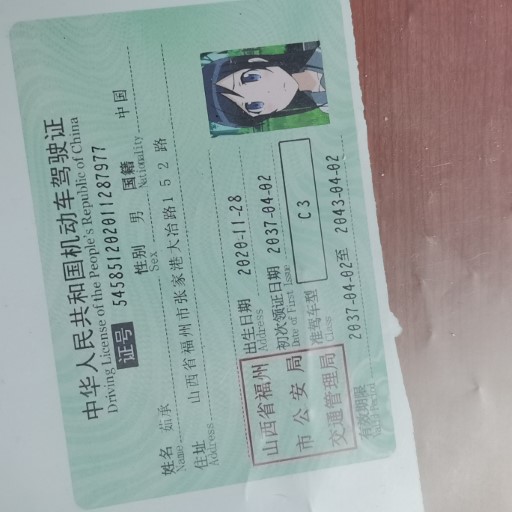 中华人民共和国机动车驾驶证
Driving License of the People's Republic of China
证号 545851202011287977
姓名 茹承 性别 男 国籍 中国
Name Sex Nationality
住址 山西省福州市张家港大冶路152路
Address
出生日期 2020-11-28
Address
初次领证日期 2037-04-02
Date of First Issue
准驾车型 C3
Class
有效期限 2037-04-02至 2043-04-02
山西省福州
市公安局
交通管理局